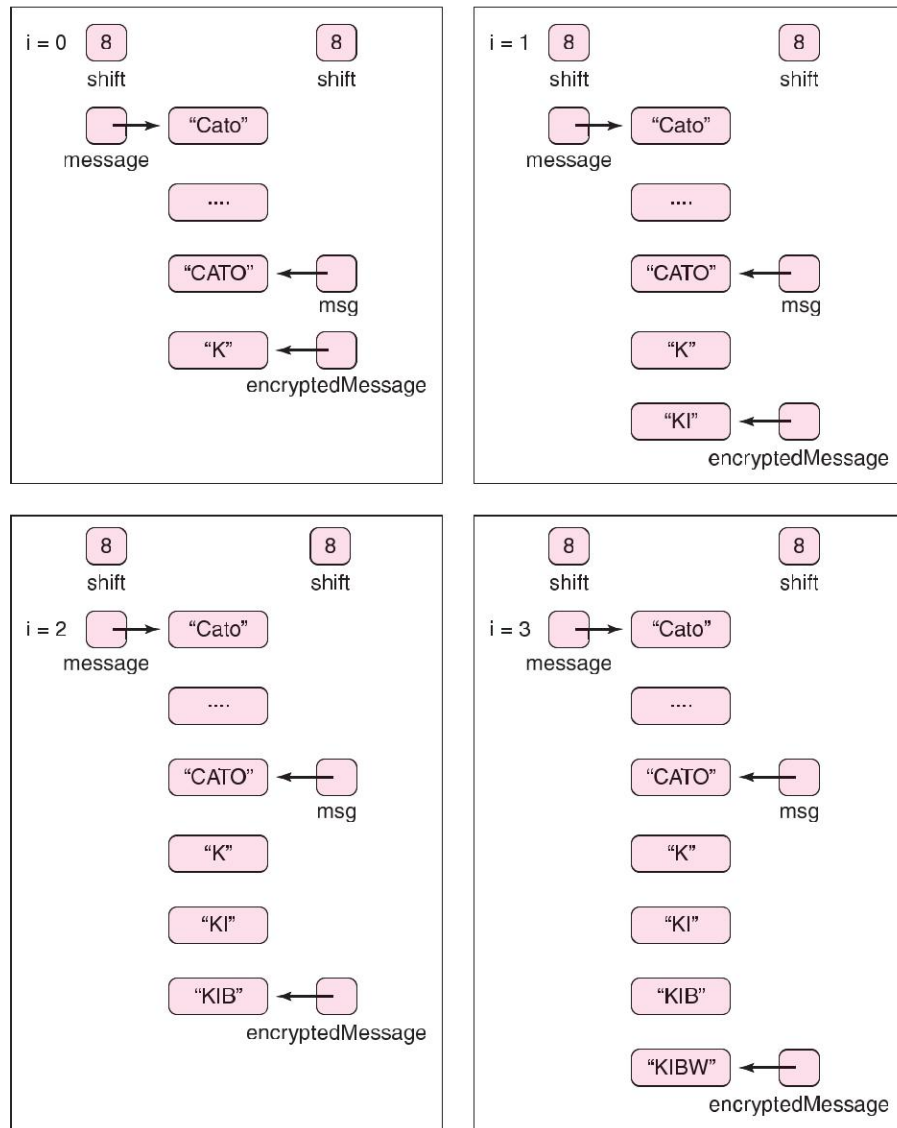 i = 0 8 8
shift shift
“Cato”
message
....
“CATO”
msg
“K”
encryptedMessage
i = 1 8 8
shift shift
“Cato”
message
....
“CATO”
msg
“K”
“KI”
encryptedMessage
8 8
shift shift
i = 2 “Cato”
message
....
“CATO”
msg
“K”
“KI”
“KIB”
encryptedMessage
8 8
shift shift
i = 3 “Cato”
message
....
“CATO”
msg
“K”
“KI”
“KIB”
“KIBW”
encryptedMessage